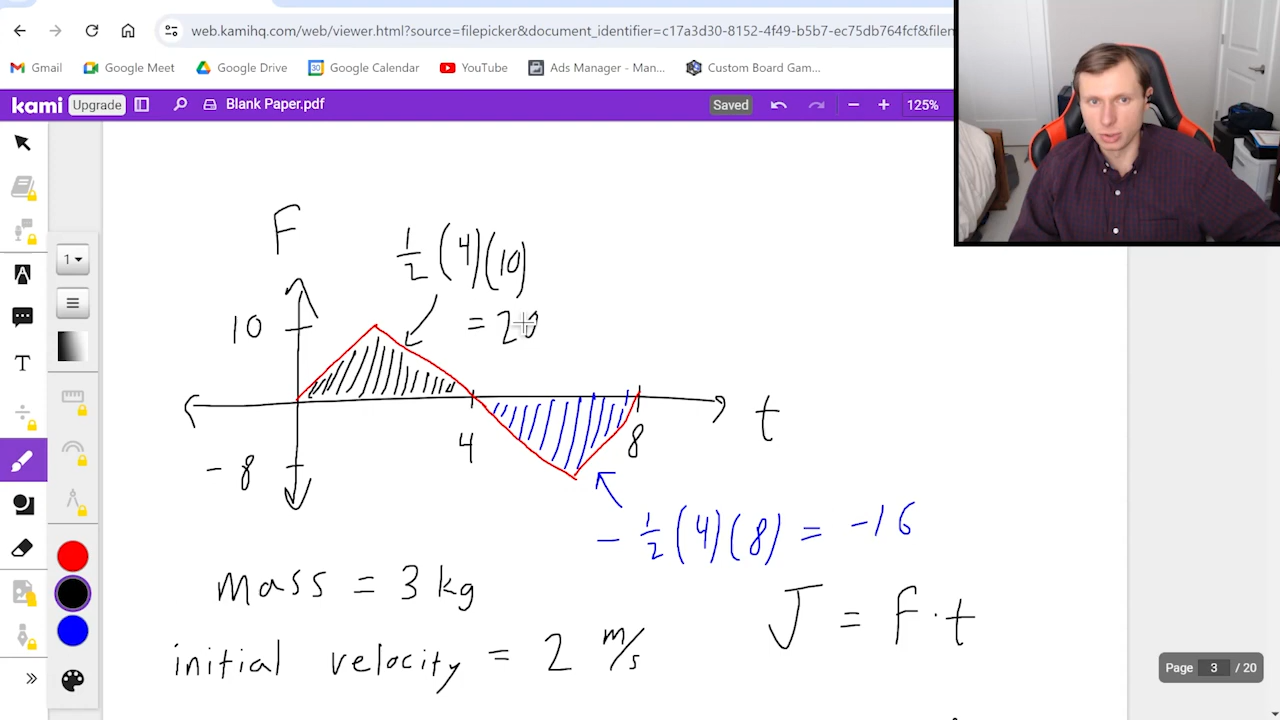 web.kamihq.com/web/viewer.html?source=filepicker&document_identifier=c17a3d30-8152-4f49-b5b7-ec75db764fcf&filen
Gmail Google Meet Google Drive Google Calendar YouTube Ads Manager - Man... Custom Board Gam...
kami Upgrade Blank Paper.pdf Saved 125%
1
T
F
1/2 (4)(10)
= 20
10
4
8
t
-8
- 1/2 (4)(8) = -16
mass = 3 kg
J = F · t
initial velocity = 2 m/s
Page 3 / 20